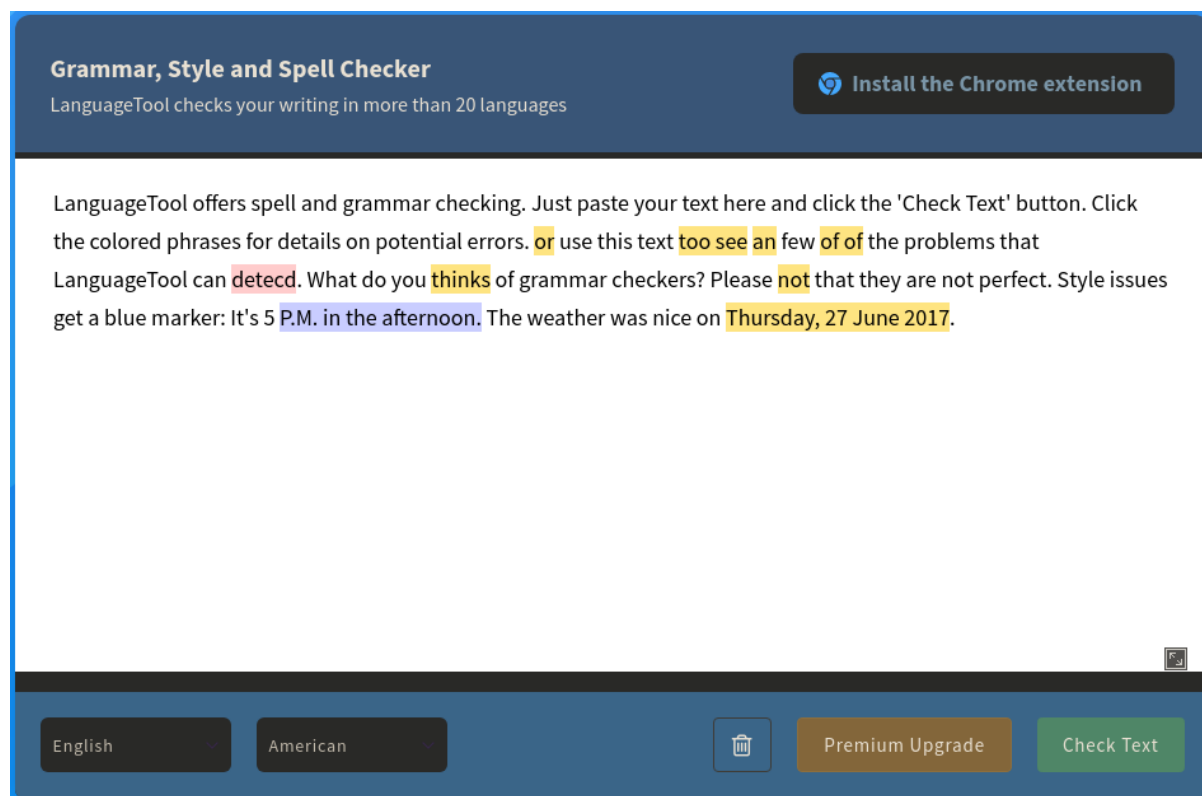 Grammar, Style and Spell Checker
LanguageTool checks your writing in more than 20 languages
Install the Chrome extension
LanguageTool offers spell and grammar checking. Just paste your text here and click the 'Check Text' button. Click
the colored phrases for details on potential errors. or use this text too see an few of of the problems that
LanguageTool can detecd. What do you thinks of grammar checkers? Please not that they are not perfect. Style issues
get a blue marker: It's 5 P.M. in the afternoon. The weather was nice on Thursday, 27 June 2017.
English
American
Premium Upgrade
Check Text